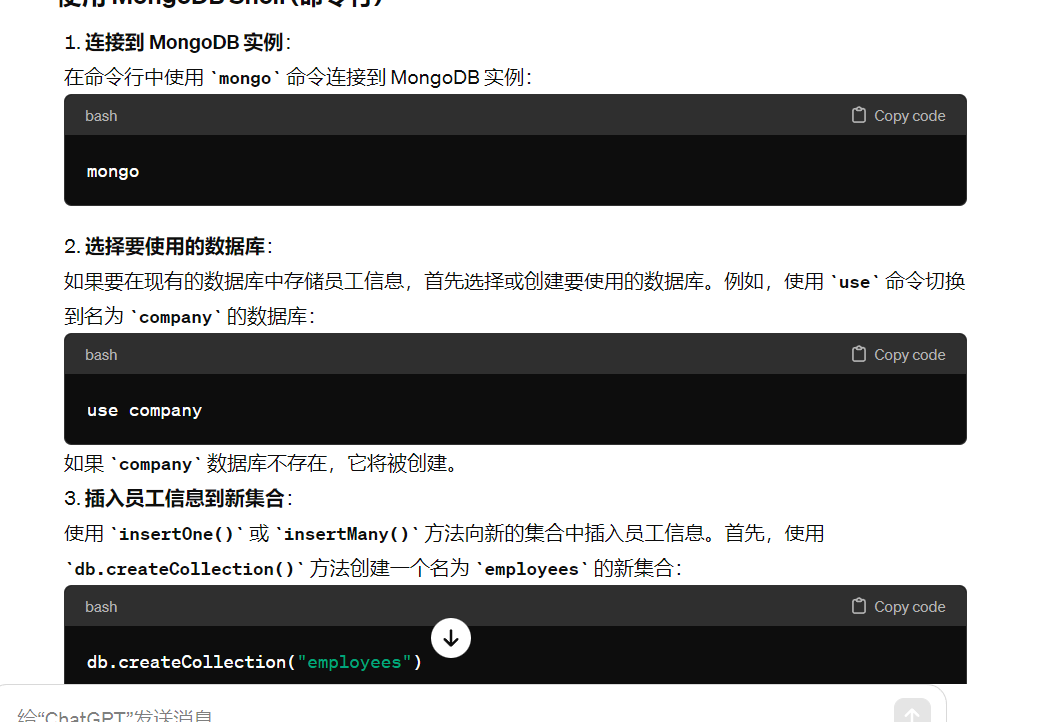 使用 MongoDB Shell（命令行）
1. 连接到 MongoDB 实例：
在命令行中使用 `mongo` 命令连接到 MongoDB 实例：
bash
Copy code
mongo
2. 选择要使用的数据库：
如果要在现有的数据库中存储员工信息，首先选择或创建要使用的数据库。例如，使用 `use` 命令切换
到名为 `company` 的数据库：
bash
Copy code
use company
如果 `company` 数据库不存在，它将被创建。
3. 插入员工信息到新集合：
使用 `insertOne()` 或 `insertMany()` 方法向新的集合中插入员工信息。首先，使用
`db.createCollection()` 方法创建一个名为 `employees` 的新集合：
bash
Copy code
db.createCollection("employees")
给“ChatGPT”发送消息